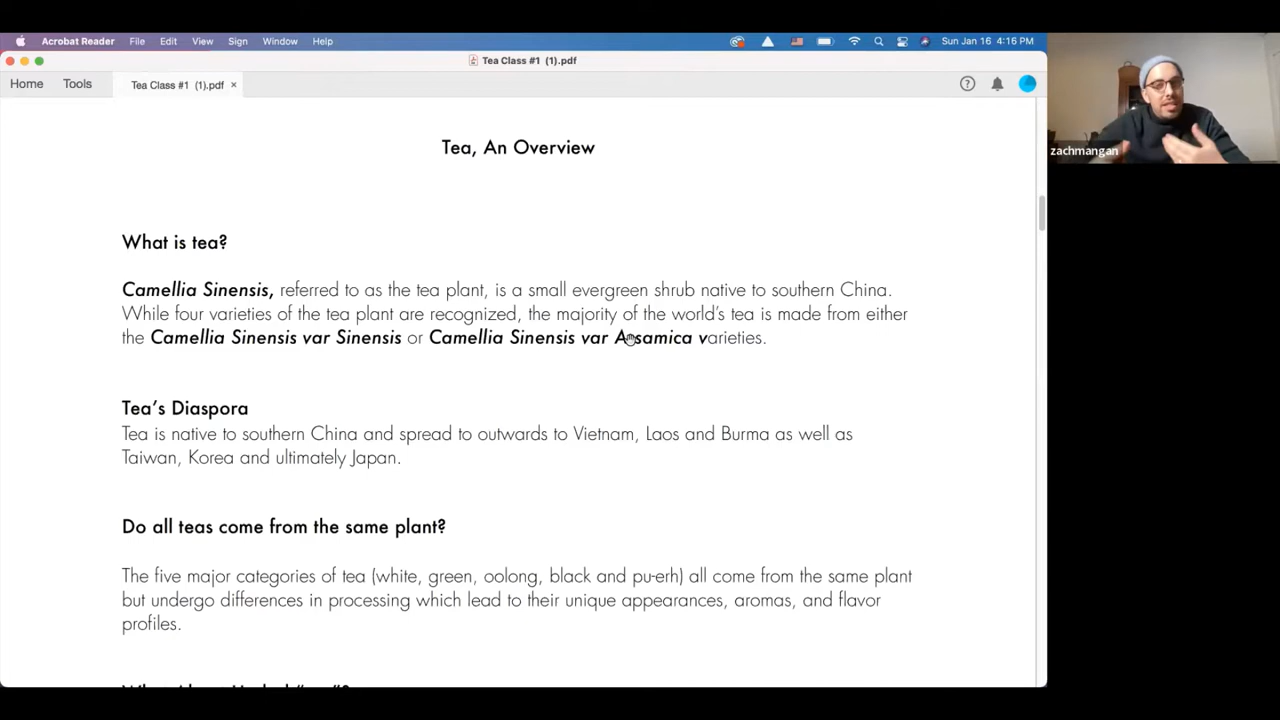 Acrobat Reader File Edit View Sign Window Help Sun Jan 16 4:16 PM
Tea Class #1 (1).pdf
Home Tools Tea Class #1 (1).pdf ×
zachmangan
Tea, An Overview
What is tea?
Camellia Sinensis, referred to as the tea plant, is a small evergreen shrub native to southern China.
While four varieties of the tea plant are recognized, the majority of the world's tea is made from either
the Camellia Sinensis var Sinensis or Camellia Sinensis var Assamica varieties.
Tea's Diaspora
Tea is native to southern China and spread to outwards to Vietnam, Laos and Burma as well as
Taiwan, Korea and ultimately Japan.
Do all teas come from the same plant?
The five major categories of tea (white, green, oolong, black and pu-erh) all come from the same plant
but undergo differences in processing which lead to their unique appearances, aromas, and flavor
profiles.